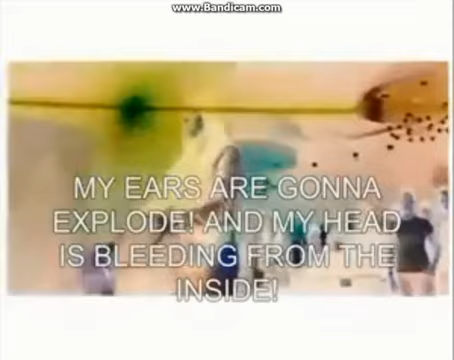 www.Bandicam.com
MY EARS ARE GONNA
EXPLODE! AND MY HEAD
IS BLEEDING FROM THE
INSIDE!